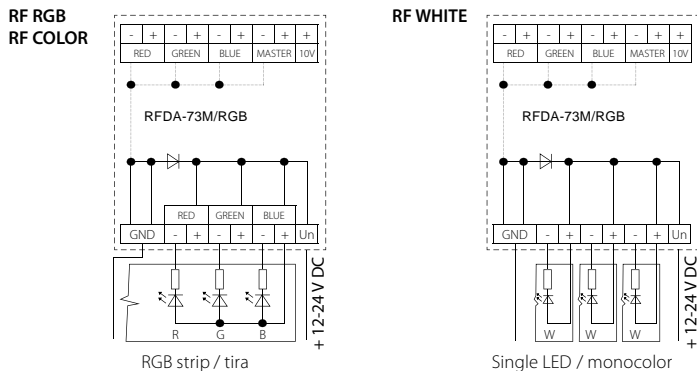 RF RGB
RF COLOR
- + - + - + - + +
RED GREEN BLUE MASTER 10V
RFDA-73M/RGB
RED GREEN BLUE
GND - + - + - + Un
R G B
+ 12-24 V DC
RGB strip / tira
RF WHITE
- + - + - + - + +
RED GREEN BLUE MASTER 10V
RFDA-73M/RGB
GND - + - + - + Un
W W W
+ 12-24 V DC
Single LED / monocolor